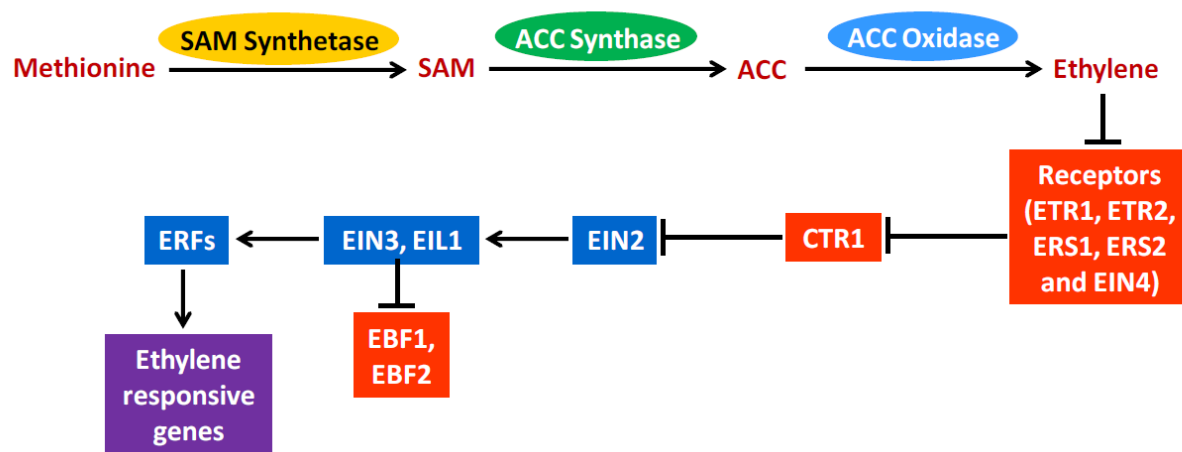 SAM Synthetase
ACC Synthase
ACC Oxidase
Methionine
SAM
ACC
Ethylene
Receptors
(ETR1, ETR2,
ERS1, ERS2
and EIN4)
CTR1
EIN2
EIN3, EIL1
ERFs
EBF1,
EBF2
Ethylene
responsive
genes